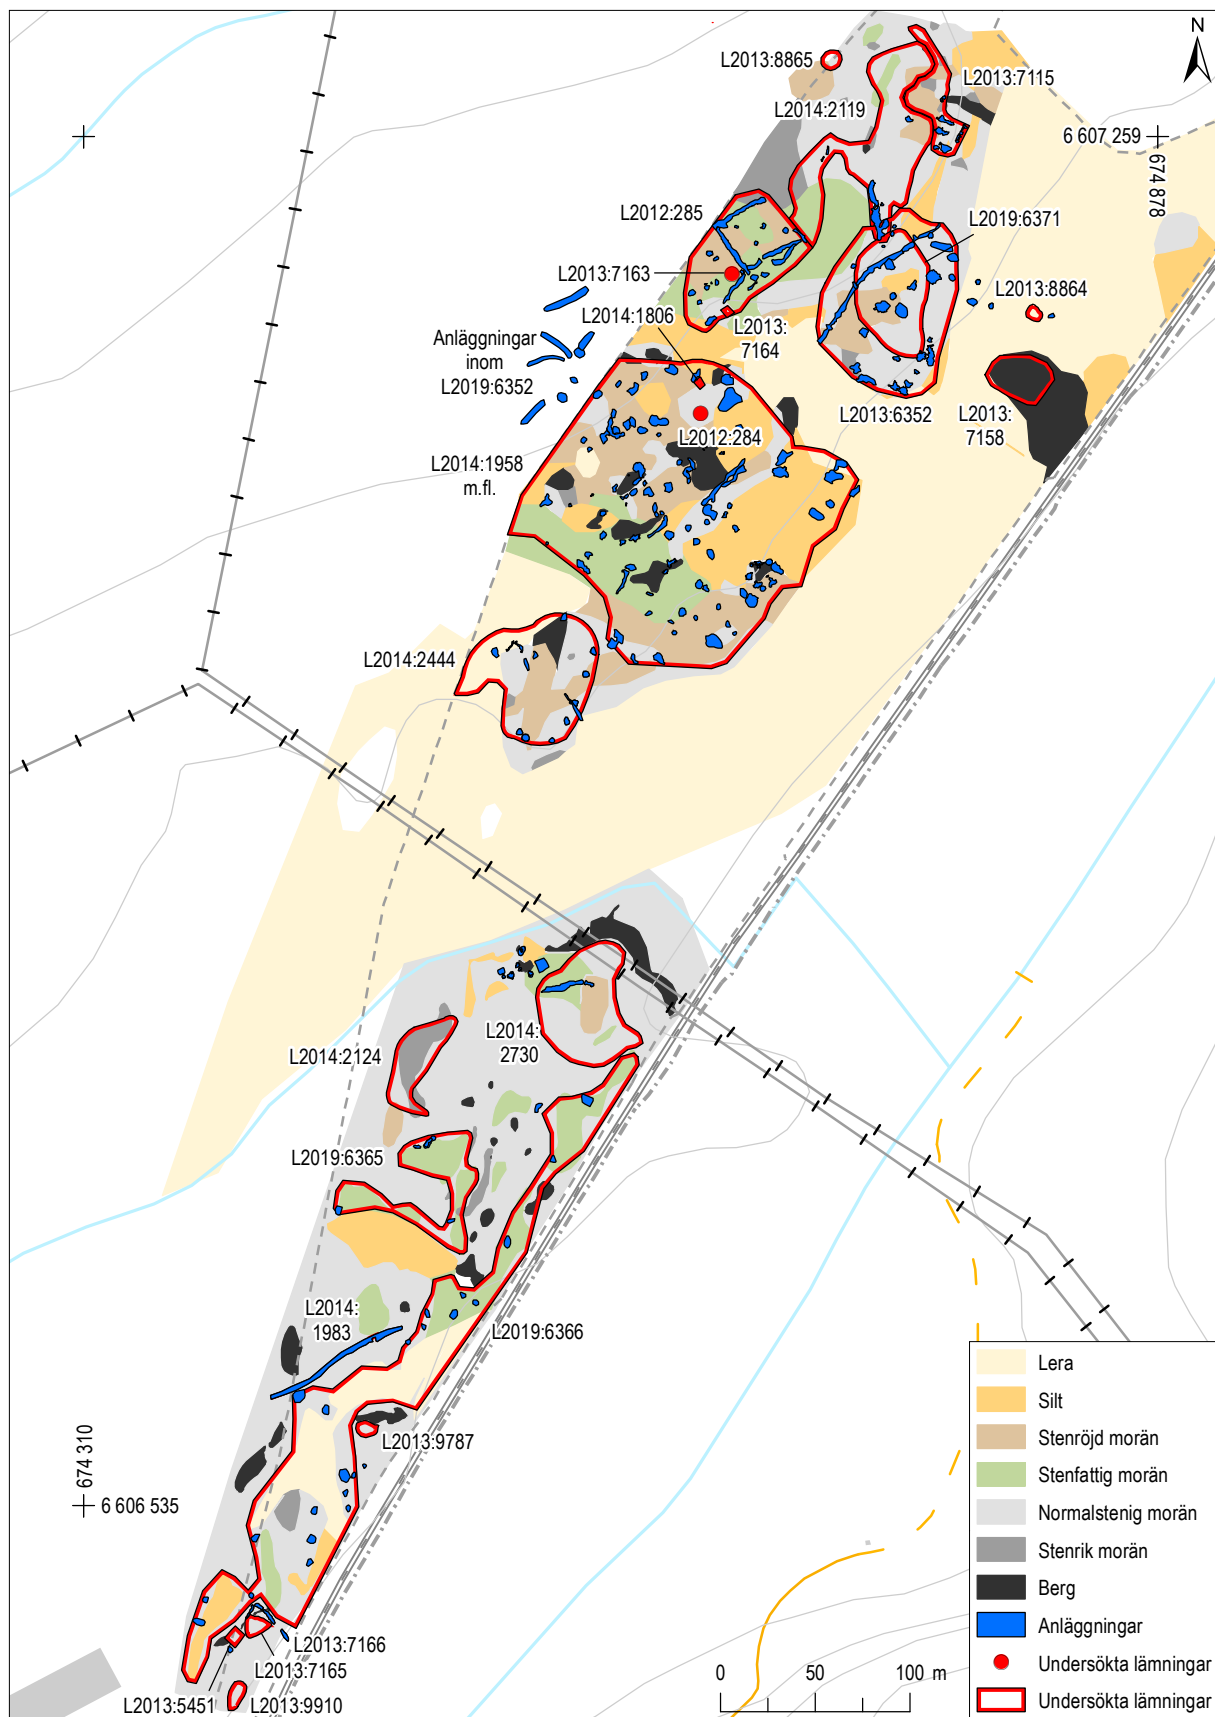 N
L2013:8865
L2013:7115
L2014:2119
6 607 259
674 878
L2012:285
L2019:6371
L2013:7163
L2013:8864
L2014:1806
L2013:
7164
Anläggningar
inom
L2019:6352
L2013:6352
L2013:
7158
L2012:284
L2014:1958
m.fl.
L2014:2444
L2014:
2730
L2014:2124
L2019:6365
L2014:
1983
L2019:6366
L2013:9787
674 310
6 606 535
L2013:7166
L2013:7165
L2013:5451
L2013:9910
Lera
Silt
Stenröjd morän
Stenfattig morän
Normalstenig morän
Stenrik morän
Berg
Anläggningar
Undersökta lämningar
Undersökta lämningar
0 50 100 m